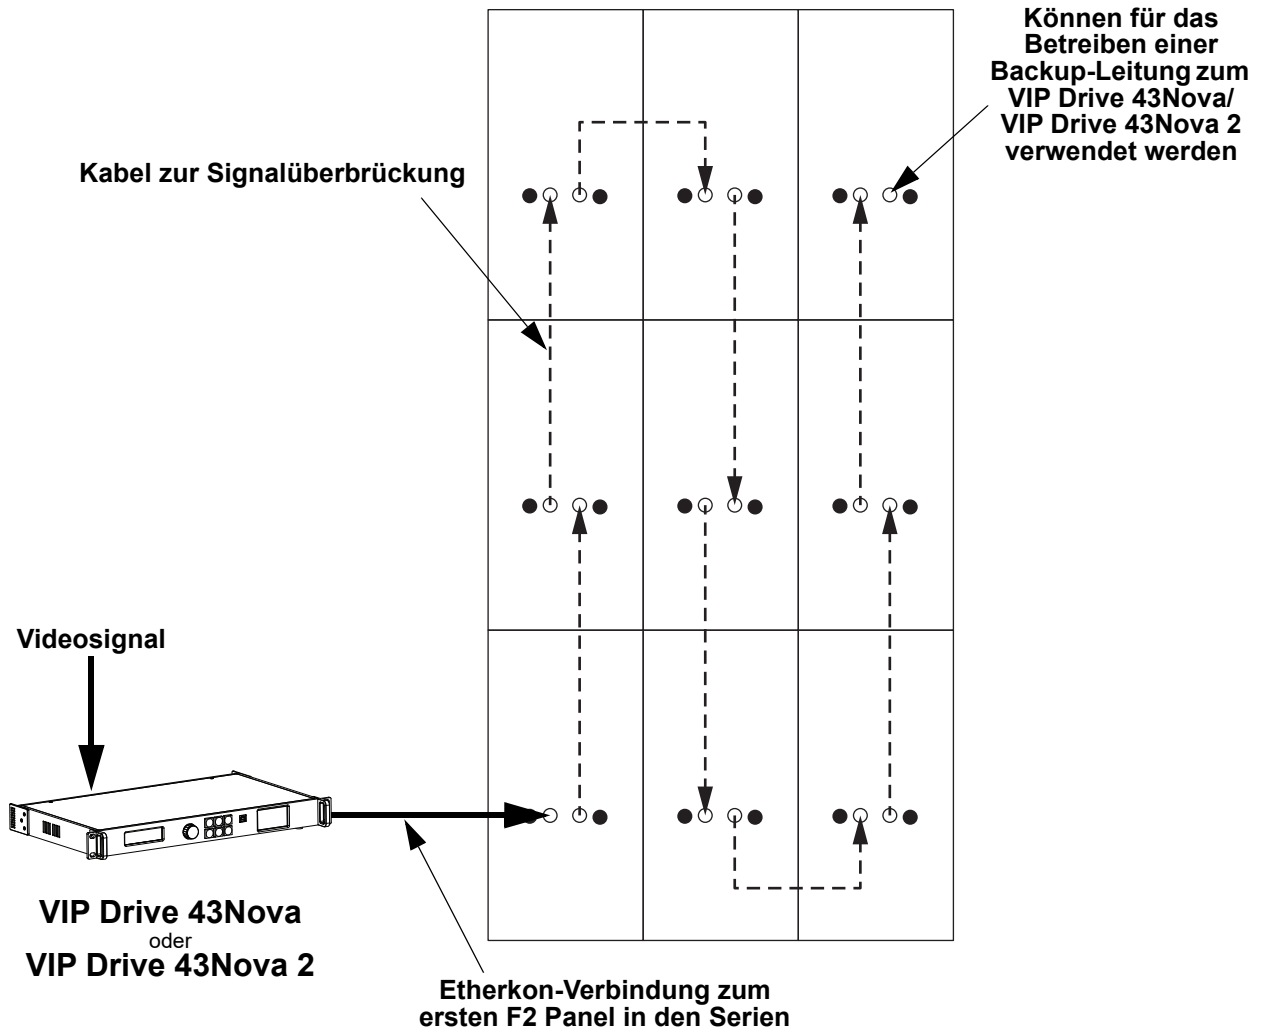 Können für das
Betreiben einer
Backup-Leitung zum
VIP Drive 43Nova/
VIP Drive 43Nova 2
verwendet werden
Kabel zur Signalüberbrückung
Videosignal
VIP Drive 43Nova
oder
VIP Drive 43Nova 2
Etherkon-Verbindung zum
ersten F2 Panel in den Serien